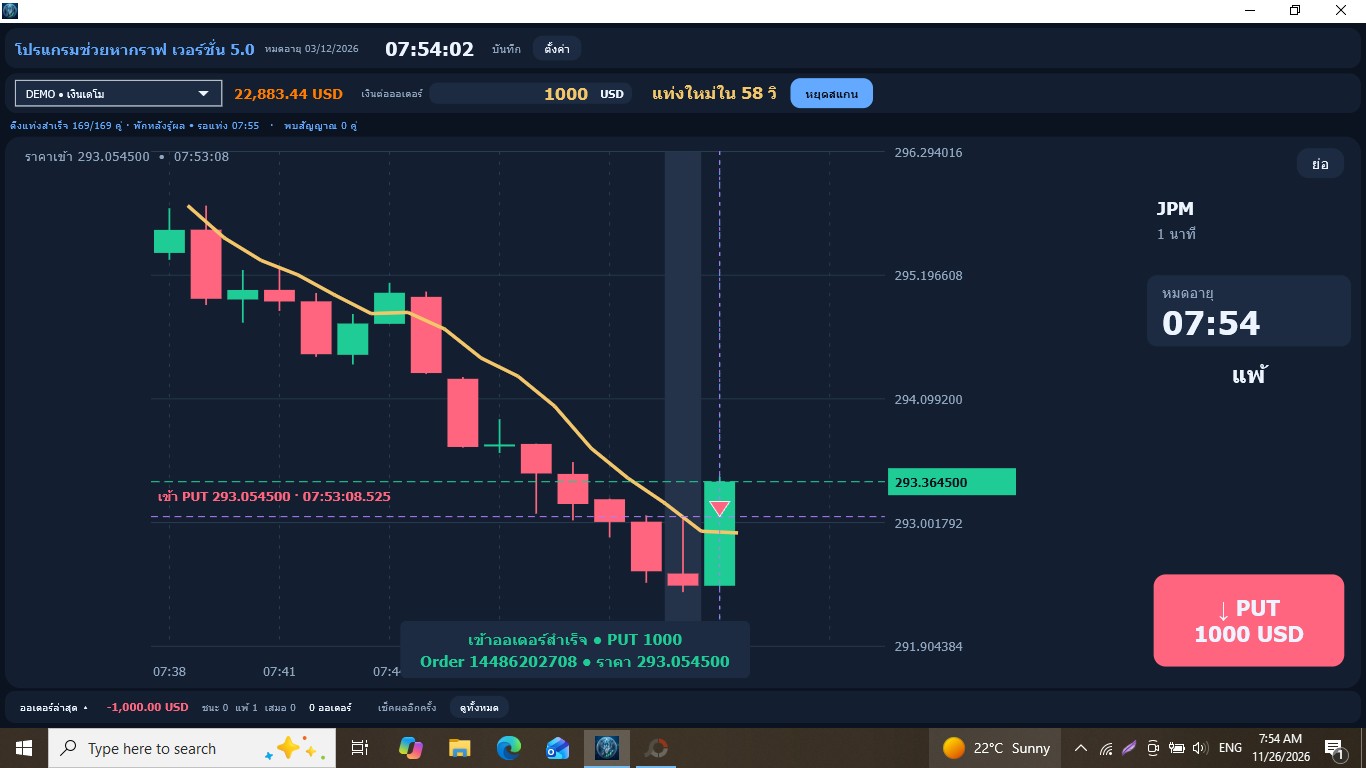 โปรแกรมช่วยหากราฟ เวอร์ชั่น 5.0 หมดอายุ 03/12/2026 07:54:02 บันทึก ตั้งค่า
DEMO • เงินเดโม 22,883.44 USD เงินต่อออเดอร์ 1000 USD แท่งใหม่ใน 58 วิ หยุดสแกน
ดึงแท่งสำเร็จ 169/169 คู่ · พักหลังรู้ผล • รอแท่ง 07:55 · พบสัญญาณ 0 คู่
ราคาเข้า 293.054500 • 07:53:08
296.294016
ย่อ
JPM
1 นาที
295.196608
หมดอายุ
07:54
แพ้
294.099200
293.364500
เข้า PUT 293.054500 · 07:53:08.525
293.001792
↓ PUT
1000 USD
เข้าออเดอร์สำเร็จ • PUT 1000
Order 14486202708 • ราคา 293.054500
291.904384
07:38 07:41 07:44
ออเดอร์ล่าสุด ▴ -1,000.00 USD ชนะ 0 แพ้ 1 เสมอ 0 0 ออเดอร์ เช็คผลอีกครั้ง ดูทั้งหมด
Type here to search
22°C Sunny
ENG
7:54 AM
11/26/2026
1